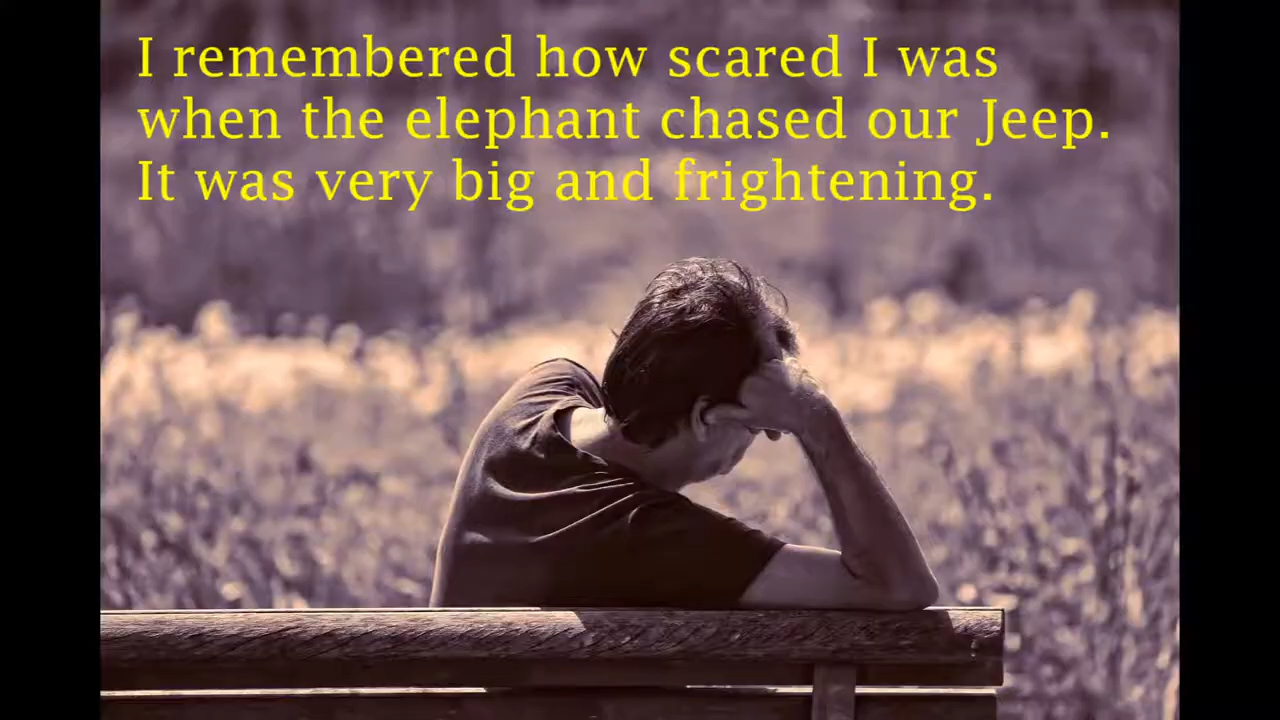 I remembered how scared I was
when the elephant chased our Jeep.
It was very big and frightening.